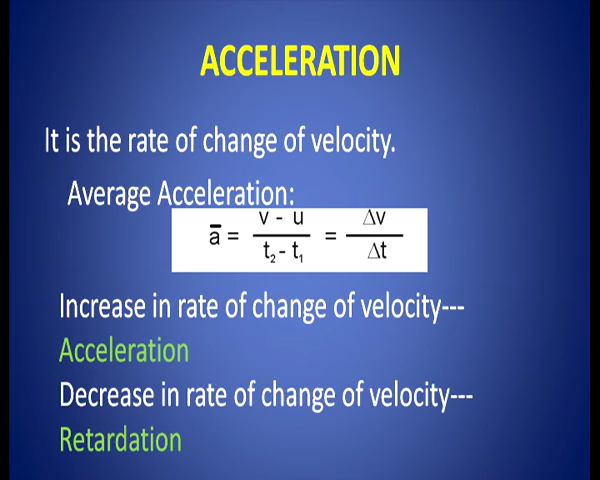 ACCELERATION
It is the rate of change of velocity.
Average Acceleration:
a̅ = (v - u) / (t₂ - t₁) = Δv / Δt
Increase in rate of change of velocity---
Acceleration
Decrease in rate of change of velocity---
Retardation